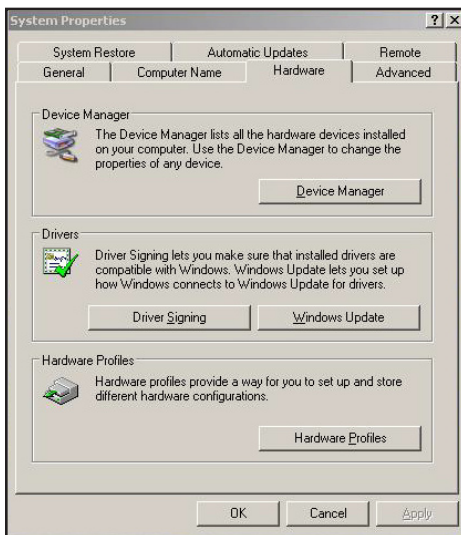 System Properties
System Restore
Automatic Updates
Remote
General
Computer Name
Hardware
Advanced
Device Manager
The Device Manager lists all the hardware devices installed
on your computer. Use the Device Manager to change the
properties of any device.
Device Manager
Drivers
Driver Signing lets you make sure that installed drivers are
compatible with Windows. Windows Update lets you set up
how Windows connects to Windows Update for drivers.
Driver Signing
Windows Update
Hardware Profiles
Hardware profiles provide a way for you to set up and store
different hardware configurations.
Hardware Profiles
OK
Cancel
Apply